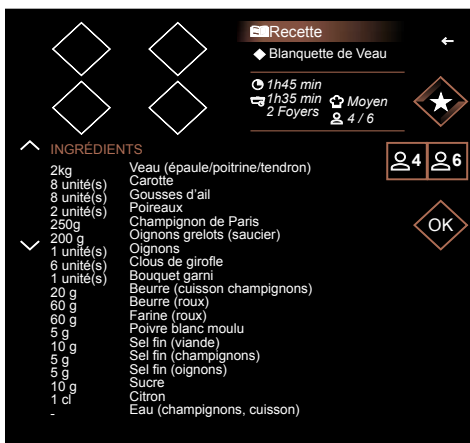 Recette
Blanquette de Veau
1h45 min
1h35 min
2 Foyers
Moyen
4 / 6
INGRÉDIENTS
4 6
OK
2kg Veau (épaule/poitrine/tendron)
8 unité(s) Carotte
8 unité(s) Gousses d'ail
2 unité(s) Poireaux
250g Champignon de Paris
200 g Oignons grelots (saucier)
1 unité(s) Oignons
6 unité(s) Clous de girofle
1 unité(s) Bouquet garni
20 g Beurre (cuisson champignons)
60 g Beurre (roux)
60 g Farine (roux)
5 g Poivre blanc moulu
10 g Sel fin (viande)
5 g Sel fin (champignons)
5 g Sel fin (oignons)
10 g Sucre
1 cl Citron
- Eau (champignons, cuisson)